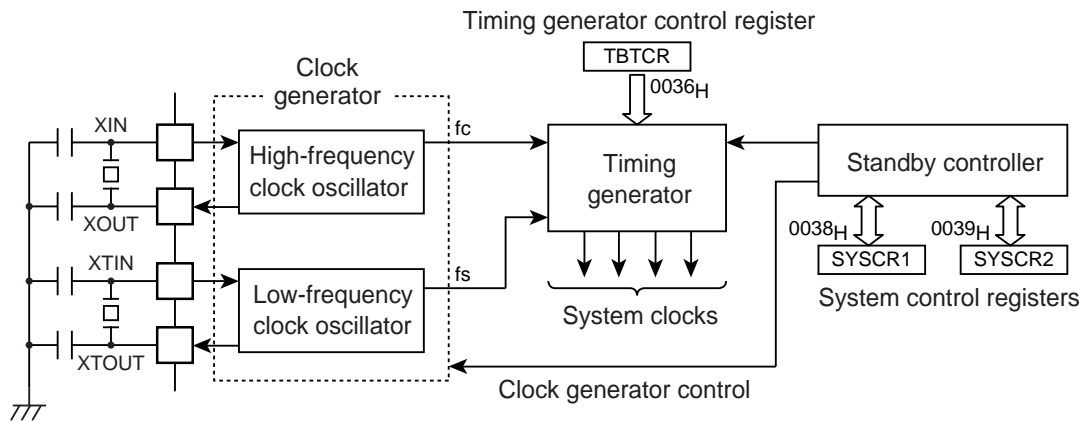 Timing generator control register
TBTCR
0036H
Clock
generator
XIN
High-frequency
clock oscillator
fc
XOUT
Timing
generator
Standby controller
0038H
SYSCR1
0039H
SYSCR2
System control registers
XTIN
Low-frequency
clock oscillator
fs
XTOUT
System clocks
Clock generator control